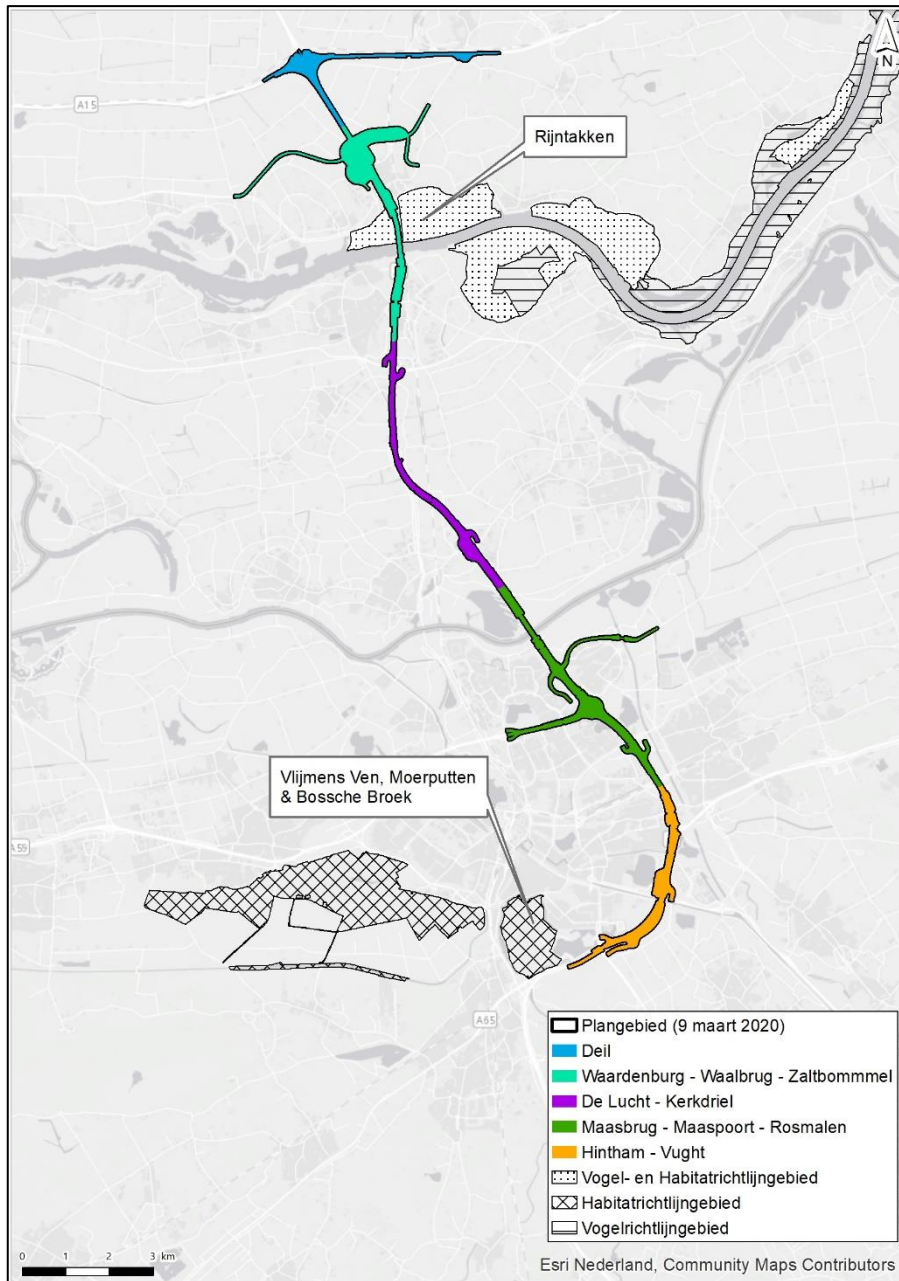 N
A15
Rijntakken
Vlijmens Ven, Moerputten
& Bossche Broek
A59
A65
Plangebied (9 maart 2020)
Deil
Waardenburg - Waalbrug - Zaltbommmel
De Lucht - Kerkdriel
Maasbrug - Maaspoort - Rosmalen
Hintham - Vught
Vogel- en Habitatrichtlijngebied
Habitatrichtlijngebied
Vogelrichtlijngebied
0 1 2 3 km
Esri Nederland, Community Maps Contributors